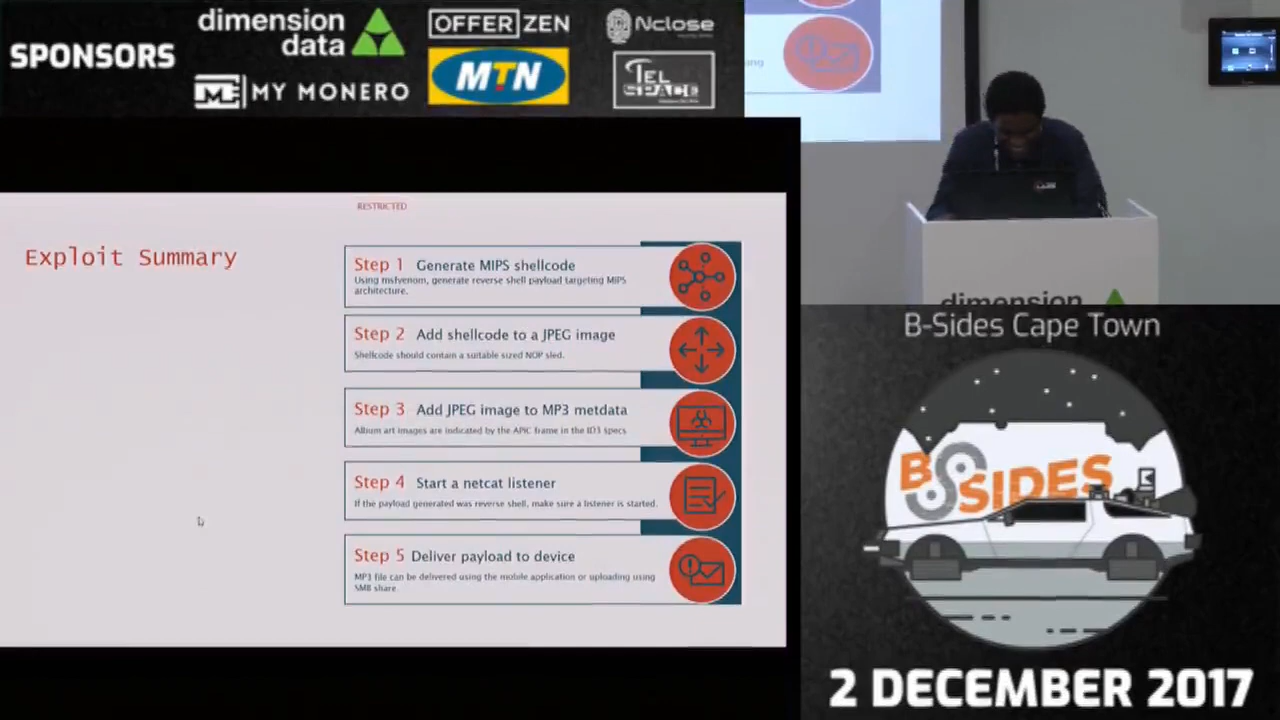 SPONSORS
dimension
data
OFFERZEN
Nclose
MY MONERO
MTN
TEL
SPACE
RESTRICTED
Exploit Summary
Step 1 Generate MIPS shellcode
Using msfvenom, generate reverse shell payload targeting MIPS
architecture.
Step 2 Add shellcode to a JPEG image
Shellcode should contain a suitable sized NOP sled.
Step 3 Add JPEG image to MP3 metdata
Album art images are indicated by the APIC frame in the ID3 specs
Step 4 Start a netcat listener
If the payload generated was reverse shell, make sure a listener is started.
Step 5 Deliver payload to device
MP3 file can be delivered using the mobile application or uploading using
SMB share.
dimension
B-Sides Cape Town
BSIDES
2 DECEMBER 2017